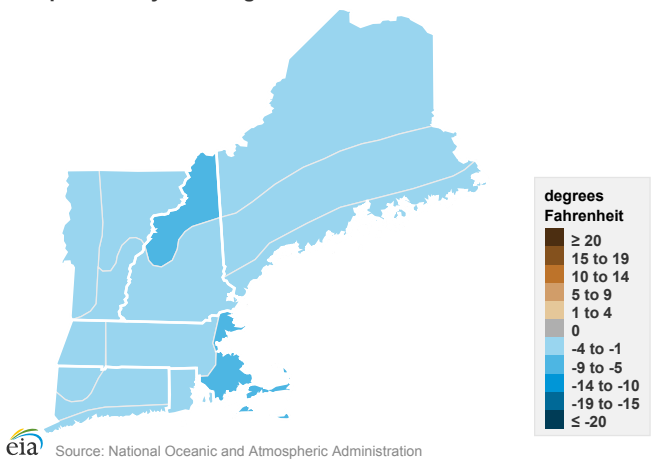 degrees
Fahrenheit
≥ 20
15 to 19
10 to 14
5 to 9
1 to 4
0
-4 to -1
-9 to -5
-14 to -10
-19 to -15
≤ -20
eia Source: National Oceanic and Atmospheric Administration